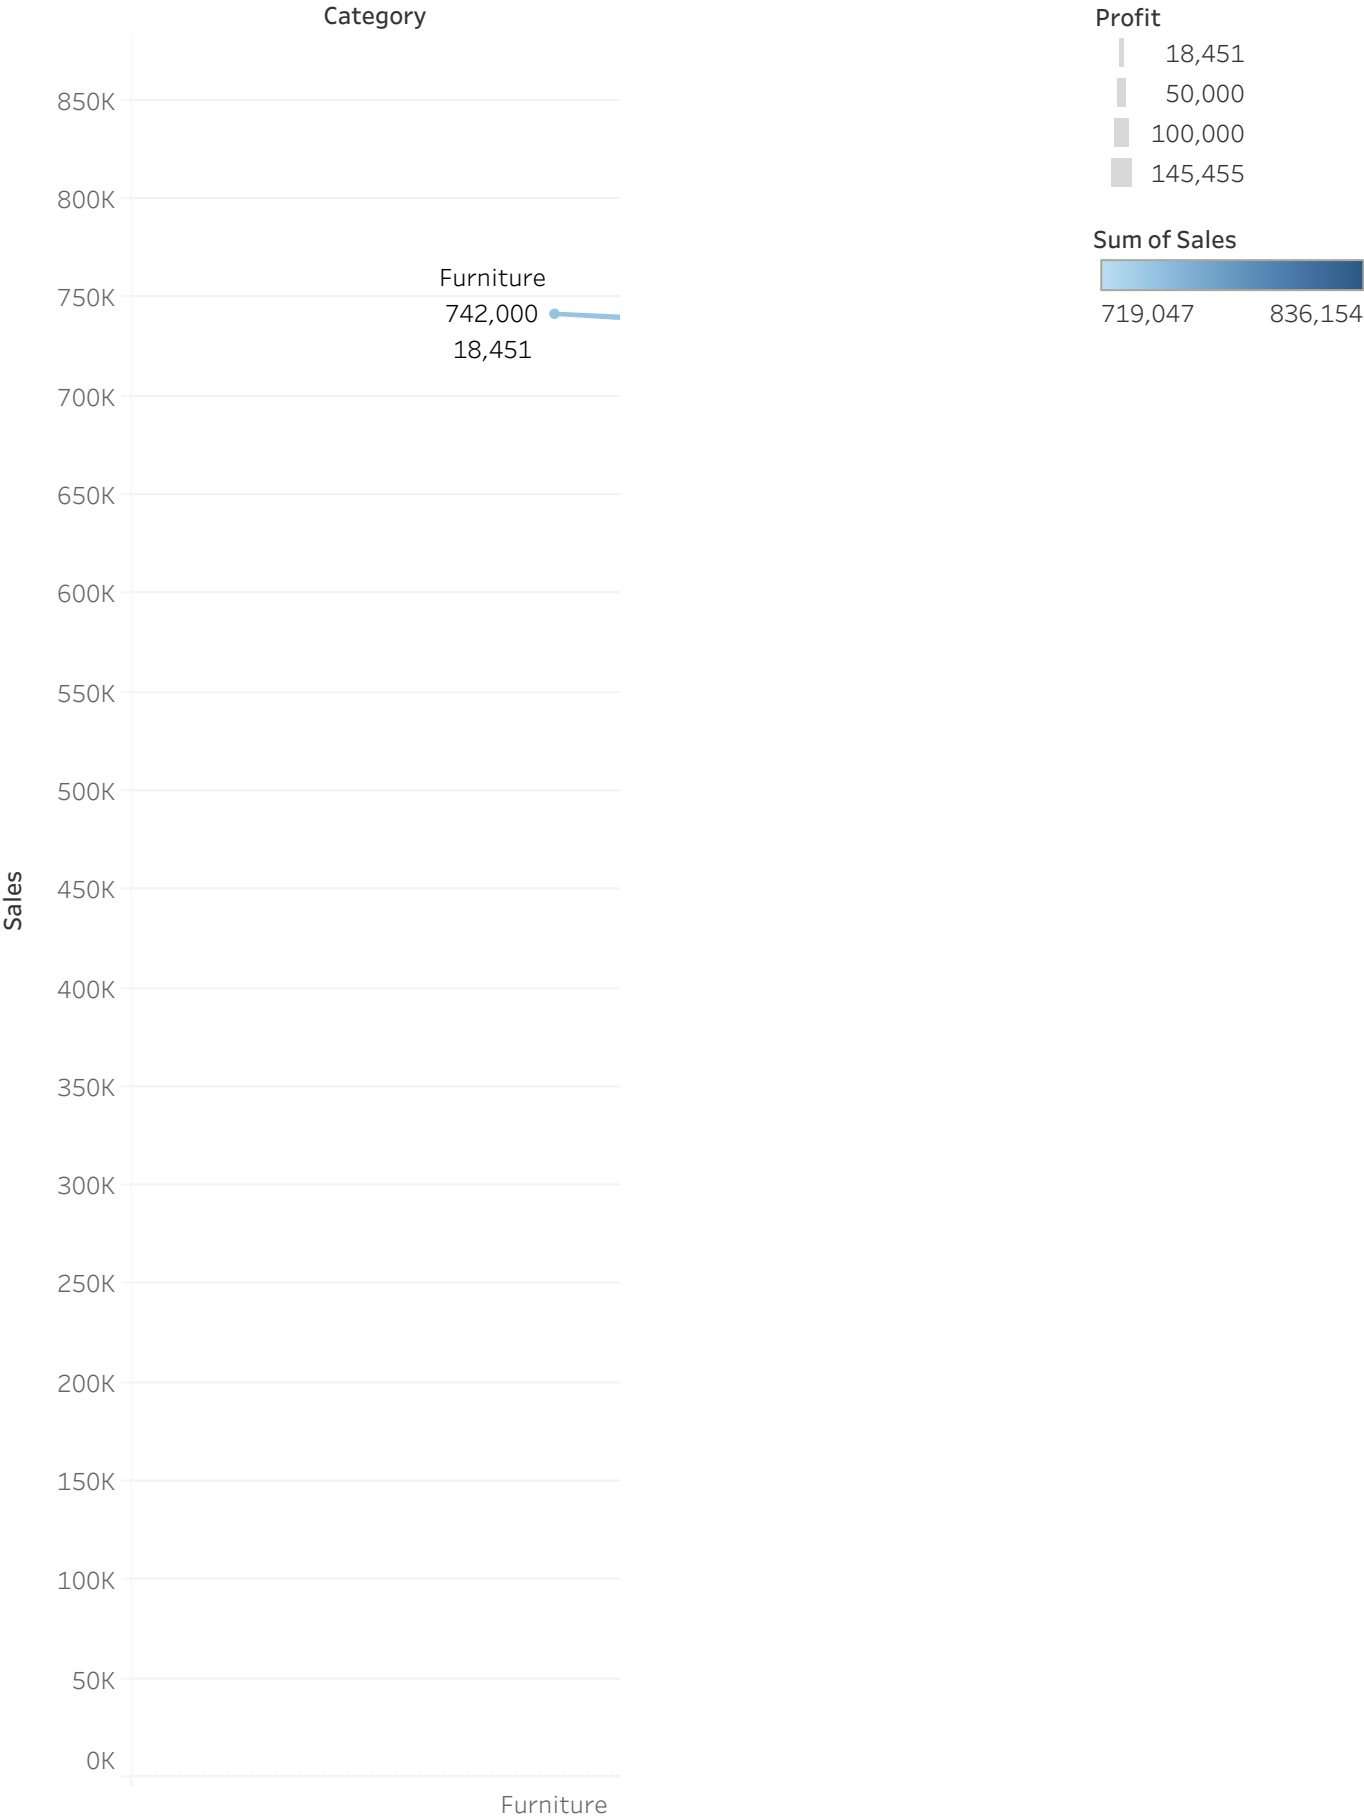 Category
850K
800K
750K
700K
650K
600K
550K
500K
450K
400K
350K
300K
250K
200K
150K
100K
50K
0K
Sales
Furniture
742,000
18,451
Furniture
Profit
18,451
50,000
100,000
145,455
Sum of Sales
719,047 836,154